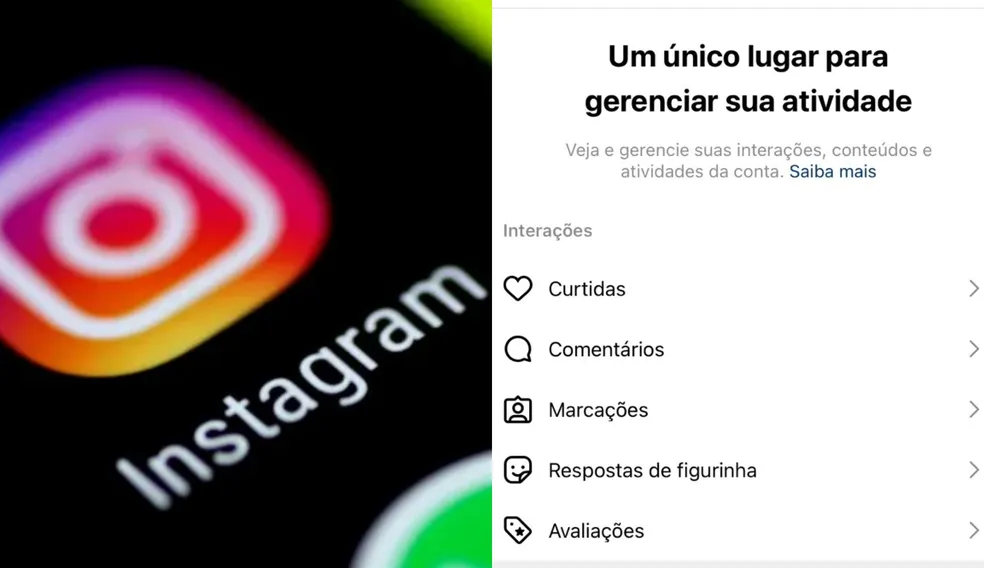 Instagram
Um único lugar para
gerenciar sua atividade
Veja e gerencie suas interações, conteúdos e
atividades da conta. Saiba mais
Interações
Curtidas
Comentários
Marcações
Respostas de figurinha
Avaliações